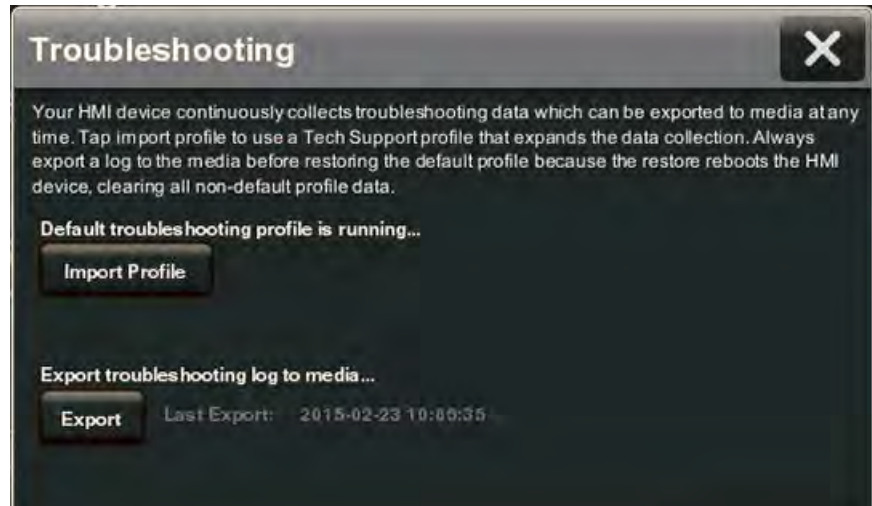 Troubleshooting
Your HMI device continuously collects troubleshooting data which can be exported to media at any
time. Tap import profile to use a Tech Support profile that expands the data collection. Always
export a log to the media before restoring the default profile because the restore reboots the HMI
device, clearing all non-default profile data.
Default troubleshooting profile is running...
Import Profile
Export troubleshooting log to media...
Export Last Export: 2015-02-23